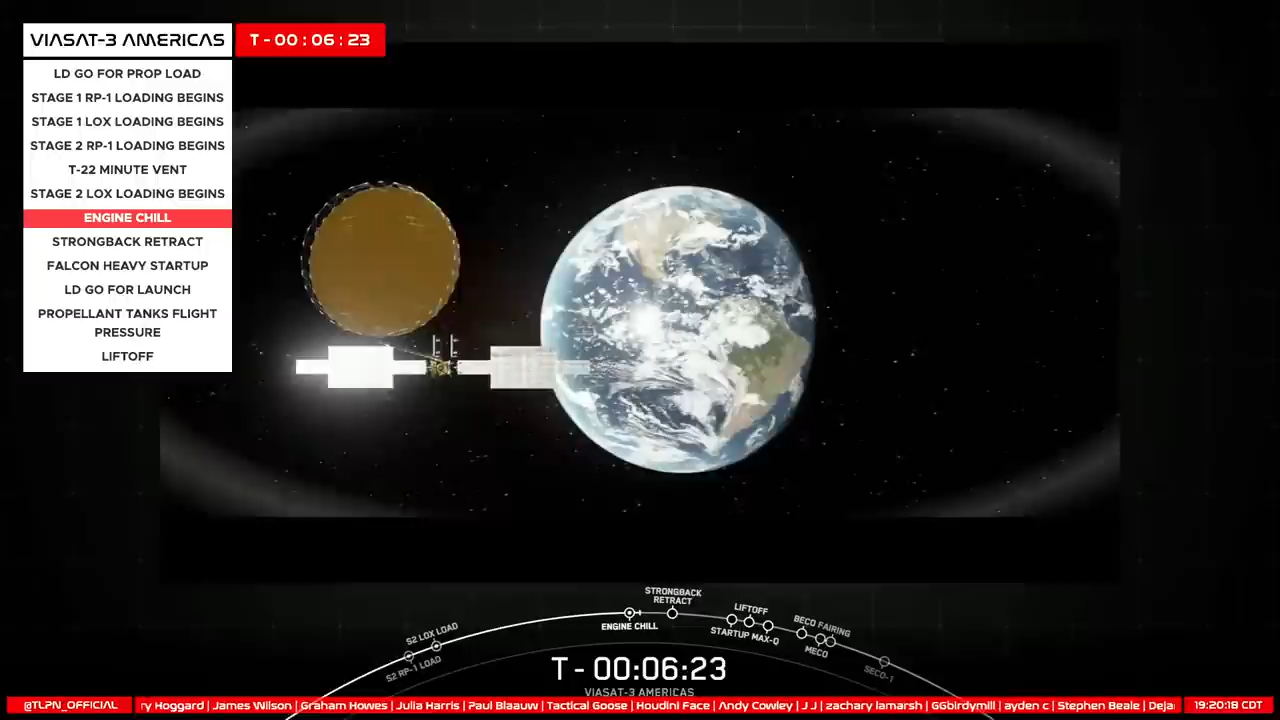 VIASAT-3 AMERICAS
T - 00 : 06 : 23
LD GO FOR PROP LOAD
STAGE 1 RP-1 LOADING BEGINS
STAGE 1 LOX LOADING BEGINS
STAGE 2 RP-1 LOADING BEGINS
T-22 MINUTE VENT
STAGE 2 LOX LOADING BEGINS
ENGINE CHILL
STRONGBACK RETRACT
FALCON HEAVY STARTUP
LD GO FOR LAUNCH
PROPELLANT TANKS FLIGHT
PRESSURE
LIFTOFF
S2 RP-1 LOAD
S2 LOX LOAD
ENGINE CHILL
STRONGBACK
RETRACT
STARTUP
LIFTOFF
MAX-Q
BECO
MECO
FAIRING
SECO-1
T - 00:06:23
VIASAT-3 AMERICAS
@TLPN_OFFICIAL
ry Hoggard | James Wilson | Graham Howes | Julia Harris | Paul Blaauw | Tactical Goose | Houdini Face | Andy Cowley | J J | zachary lamarsh | GGbirdymill | ayden c | Stephen Beale | Deja
19:20:18 CDT